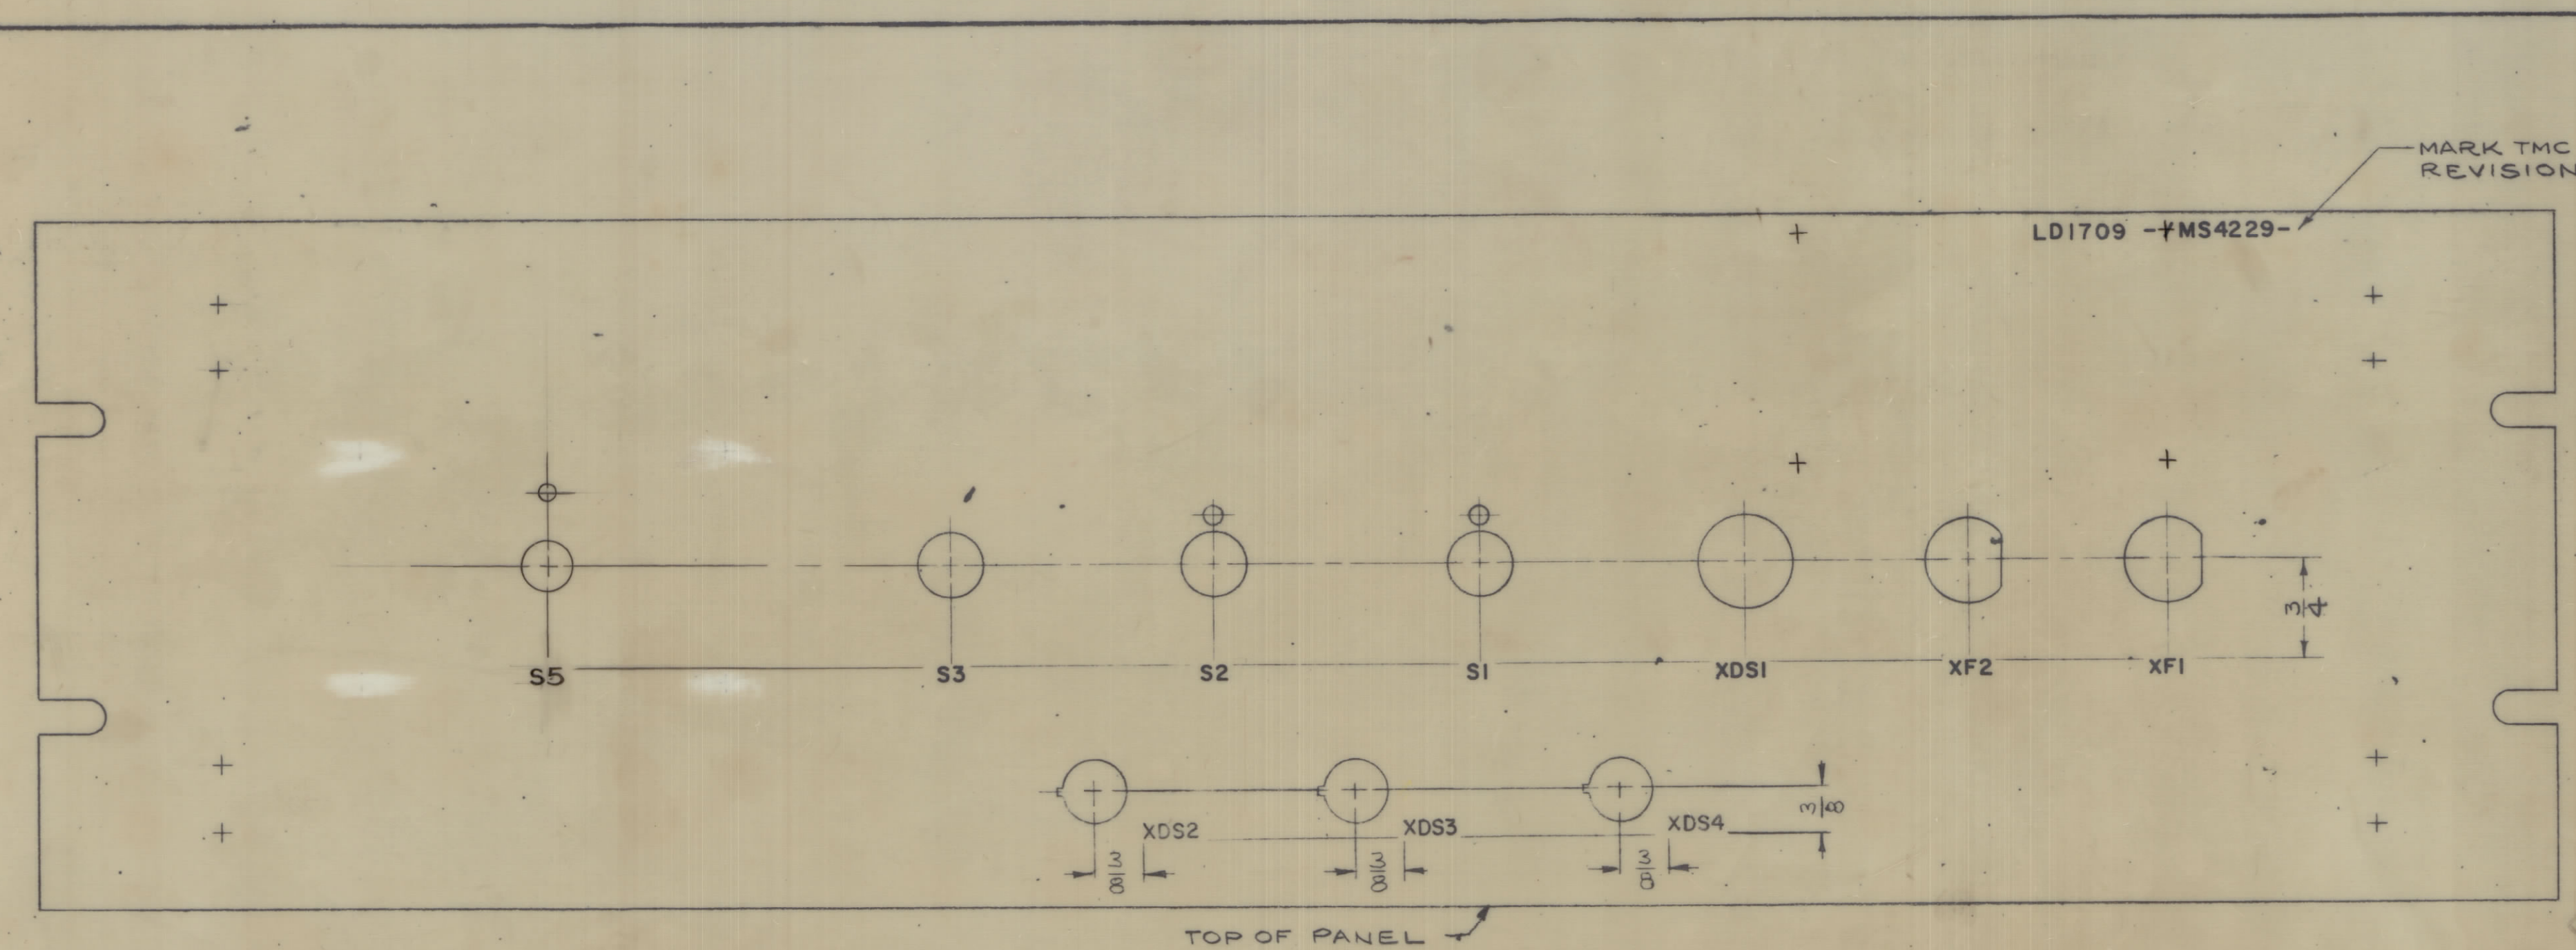 MARK TMC
REVISION
LD1709 - MS4229-
3/4
S5 S3 S2 S1 XDS1 XF2 XF1
3/8
XDS2 XDS3 XDS4
3/8 3/8 3/8
TOP OF PANEL